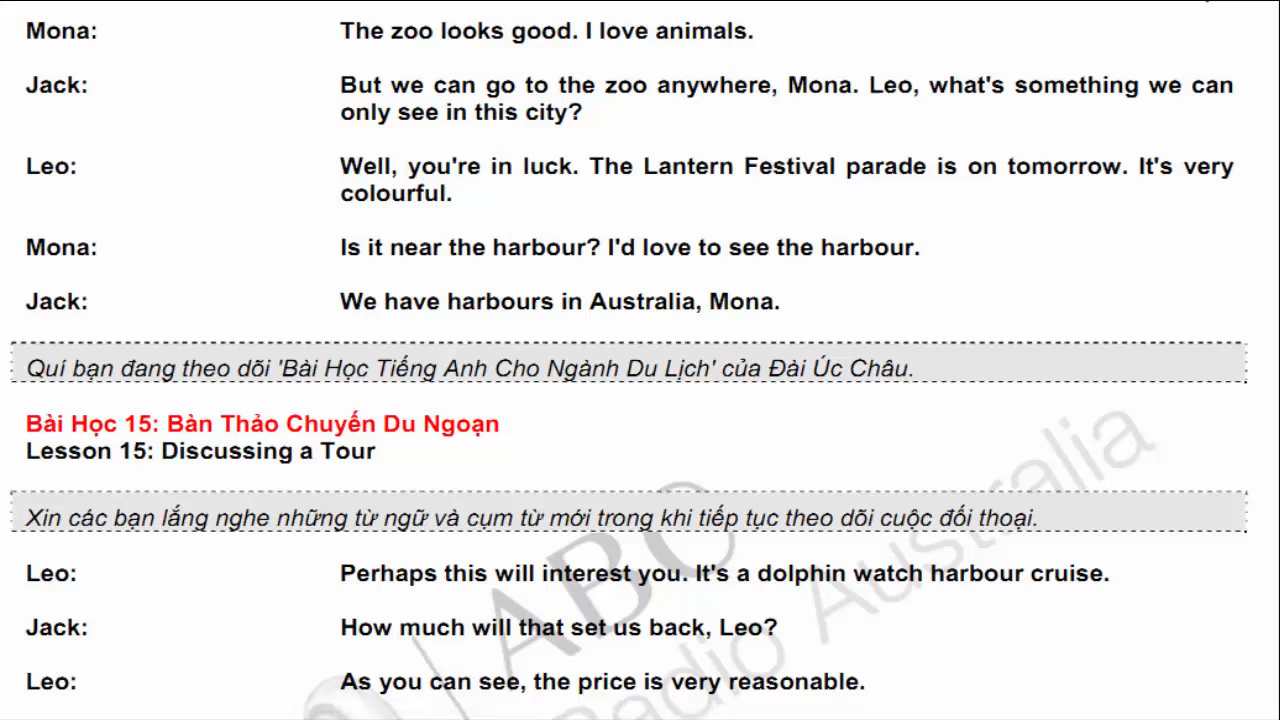 Mona: The zoo looks good. I love animals.
Jack: But we can go to the zoo anywhere, Mona. Leo, what's something we can
only see in this city?
Leo: Well, you're in luck. The Lantern Festival parade is on tomorrow. It's very
colourful.
Mona: Is it near the harbour? I'd love to see the harbour.
Jack: We have harbours in Australia, Mona.
Quí bạn đang theo dõi 'Bài Học Tiếng Anh Cho Ngành Du Lịch' của Đài Úc Châu.
Bài Học 15: Bàn Thảo Chuyến Du Ngoạn
Lesson 15: Discussing a Tour
Xin các bạn lắng nghe những từ ngữ và cụm từ mới trong khi tiếp tục theo dõi cuộc đối thoại.
Leo: Perhaps this will interest you. It's a dolphin watch harbour cruise.
Jack: How much will that set us back, Leo?
Leo: As you can see, the price is very reasonable.
ABC
Radio Australia